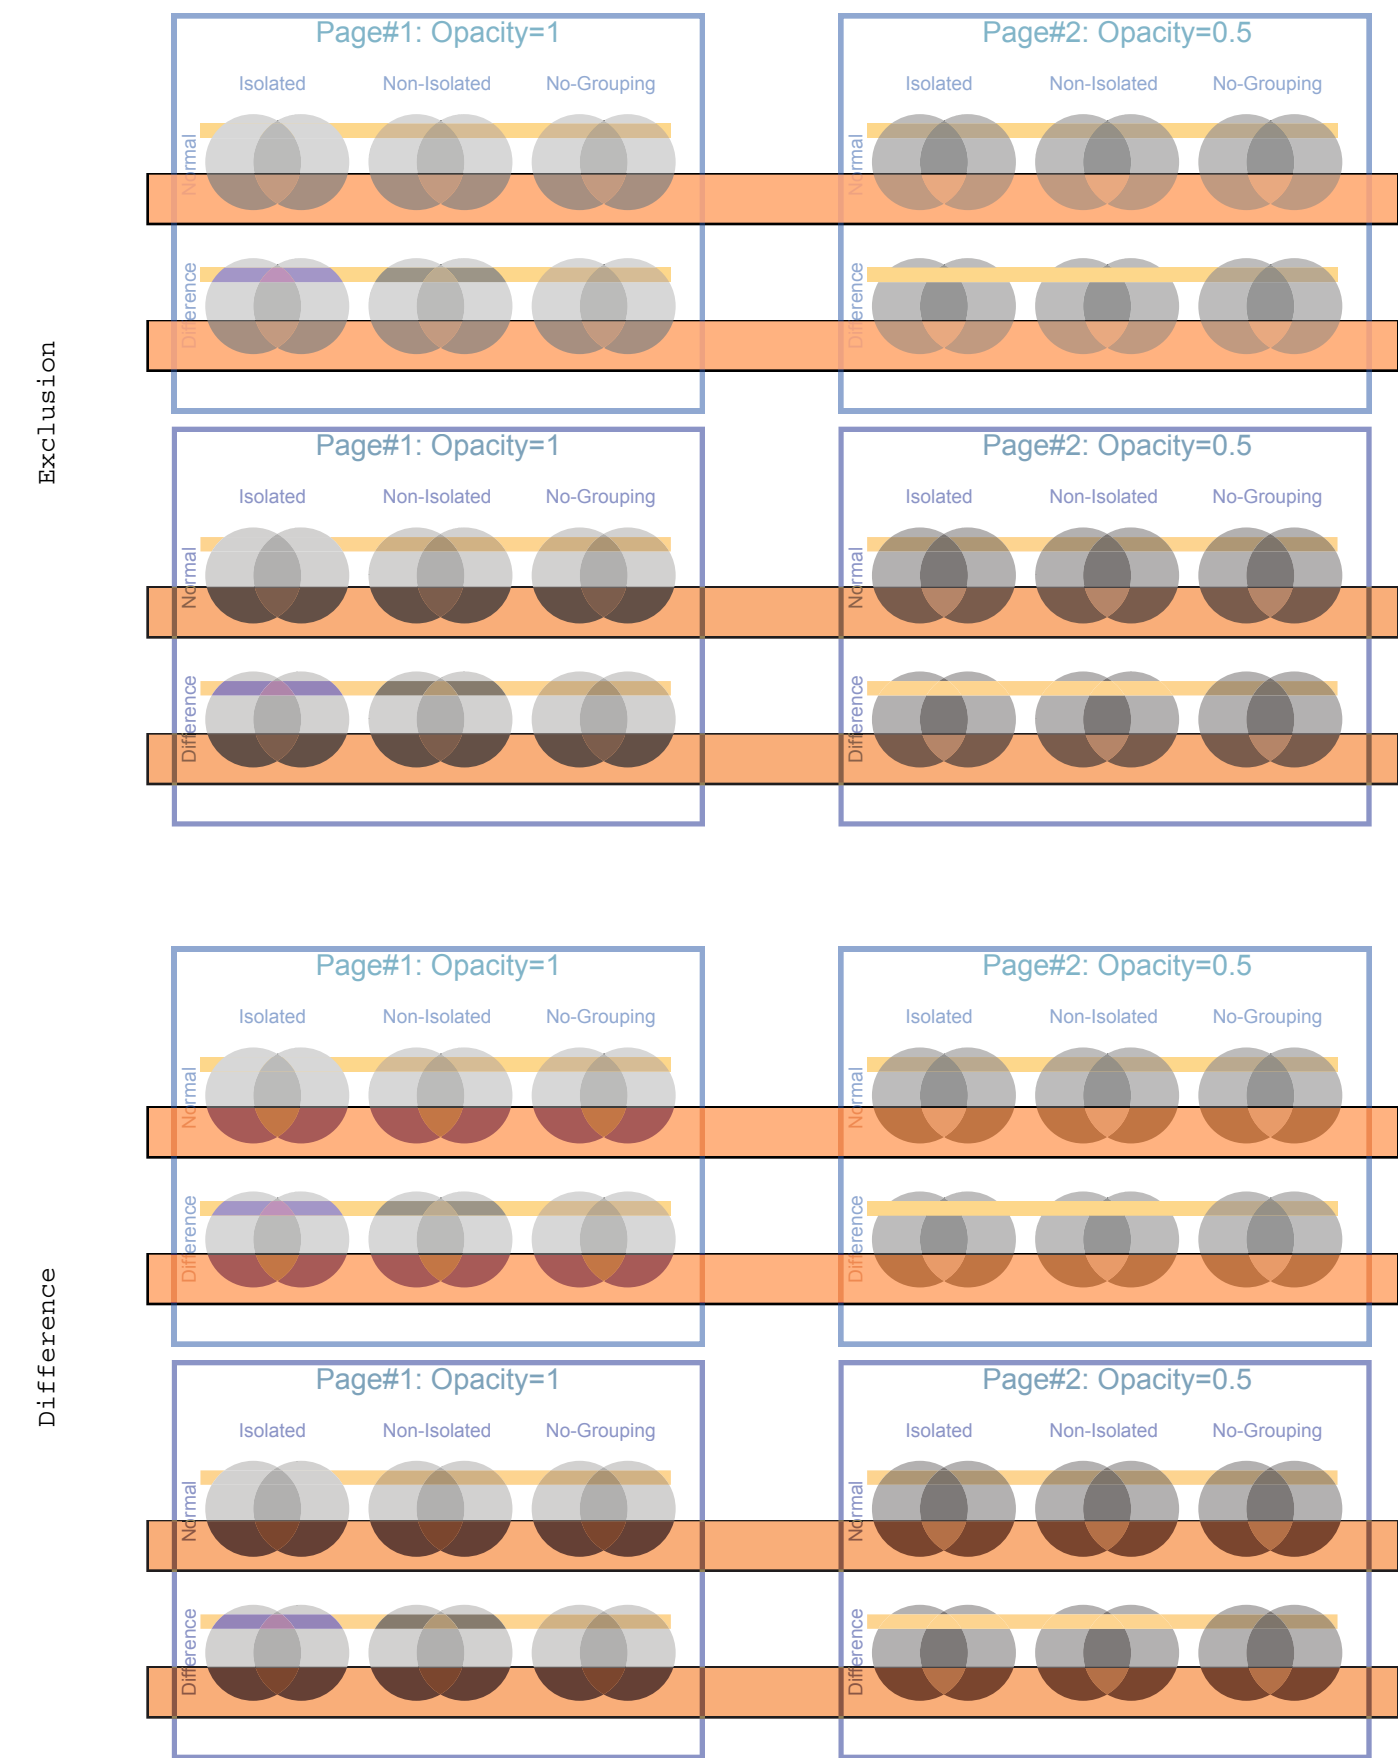 Exclusion
Page#1: Opacity=1
Isolated Non-Isolated No-Grouping
Normal
Difference
Page#2: Opacity=0.5
Isolated Non-Isolated No-Grouping
Normal
Difference
Page#1: Opacity=1
Isolated Non-Isolated No-Grouping
Normal
Difference
Page#2: Opacity=0.5
Isolated Non-Isolated No-Grouping
Normal
Difference
Difference
Page#1: Opacity=1
Isolated Non-Isolated No-Grouping
Normal
Difference
Page#2: Opacity=0.5
Isolated Non-Isolated No-Grouping
Normal
Difference
Page#1: Opacity=1
Isolated Non-Isolated No-Grouping
Normal
Difference
Page#2: Opacity=0.5
Isolated Non-Isolated No-Grouping
Normal
Difference